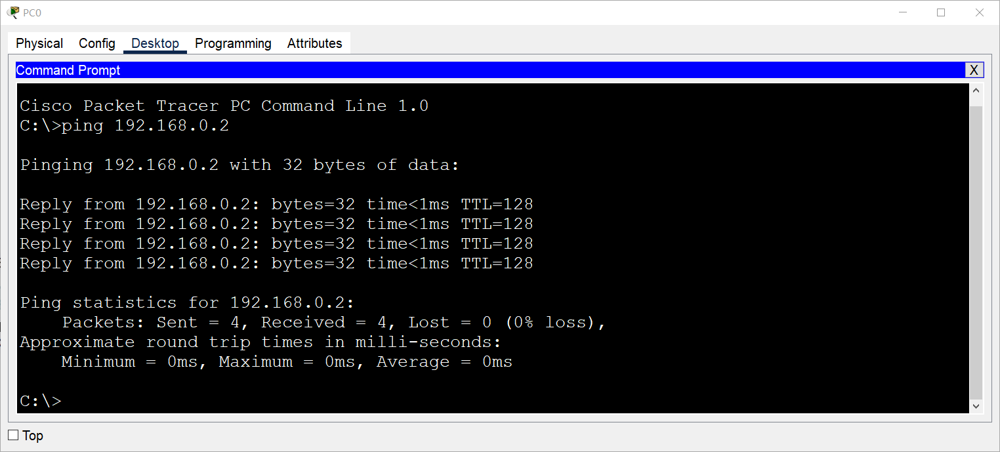 PC0
Physical Config Desktop Programming Attributes
Command Prompt X
Cisco Packet Tracer PC Command Line 1.0
C:\>ping 192.168.0.2
Pinging 192.168.0.2 with 32 bytes of data:
Reply from 192.168.0.2: bytes=32 time<1ms TTL=128
Reply from 192.168.0.2: bytes=32 time<1ms TTL=128
Reply from 192.168.0.2: bytes=32 time<1ms TTL=128
Reply from 192.168.0.2: bytes=32 time<1ms TTL=128
Ping statistics for 192.168.0.2:
    Packets: Sent = 4, Received = 4, Lost = 0 (0% loss),
Approximate round trip times in milli-seconds:
    Minimum = 0ms, Maximum = 0ms, Average = 0ms
C:\>
Top